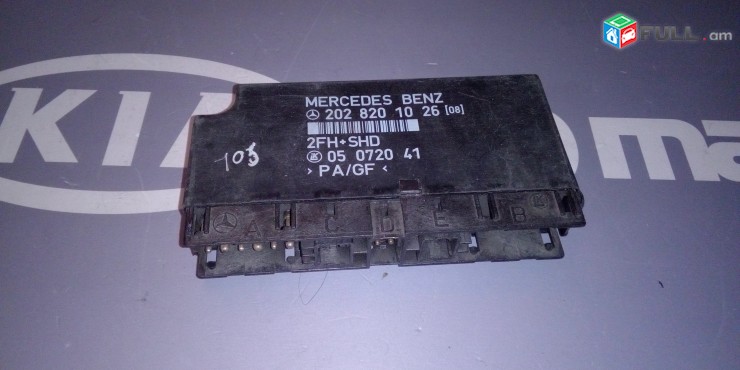 FULL.am
KIA
MERCEDES BENZ
202 820 10 26 [08]
2FH+SHD
05 0720 41
> PA/GF <
103
A C D E B